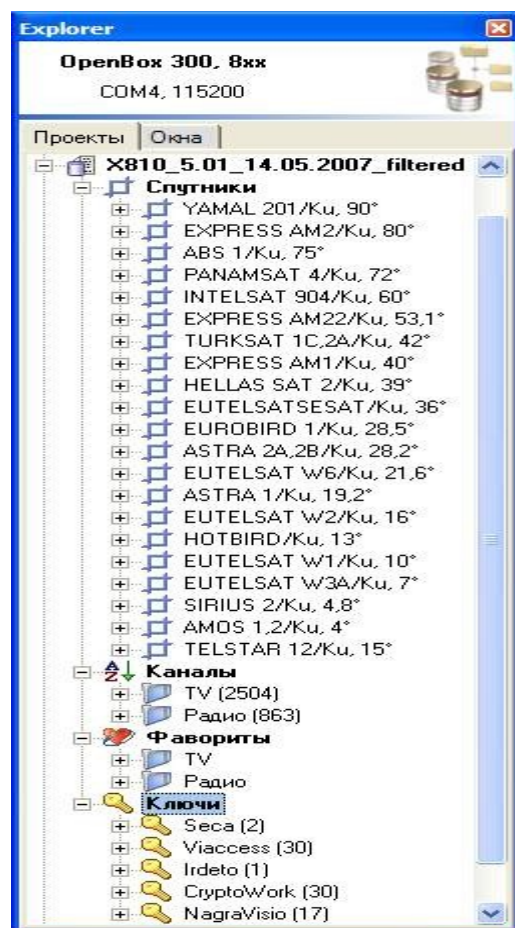 Explorer
OpenBox 300, 8xx
COM4, 115200
Проекты Окна
X810_5.01_14.05.2007_filtered
Спутники
YAMAL 201/Ku, 90°
EXPRESS AM2/Ku, 80°
ABS 1/Ku, 75°
PANAMSAT 4/Ku, 72°
INTELSAT 904/Ku, 60°
EXPRESS AM22/Ku, 53,1°
TURKSAT 1C,2A/Ku, 42°
EXPRESS AM1/Ku, 40°
HELLAS SAT 2/Ku, 39°
EUTELSATSESAT/Ku, 36°
EUROBIRD 1/Ku, 28,5°
ASTRA 2A,2B/Ku, 28,2°
EUTELSAT W6/Ku, 21,6°
ASTRA 1/Ku, 19,2°
EUTELSAT W2/Ku, 16°
HOTBIRD/Ku, 13°
EUTELSAT W1/Ku, 10°
EUTELSAT W3A/Ku, 7°
SIRIUS 2/Ku, 4,8°
AMOS 1,2/Ku, 4°
TELSTAR 12/Ku, 15°
Каналы
TV (2504)
Радио (863)
Фавориты
TV
Радио
Ключи
Seca (2)
Viaccess (30)
Irdeto (1)
CryptoWork (30)
NagraVisio (17)